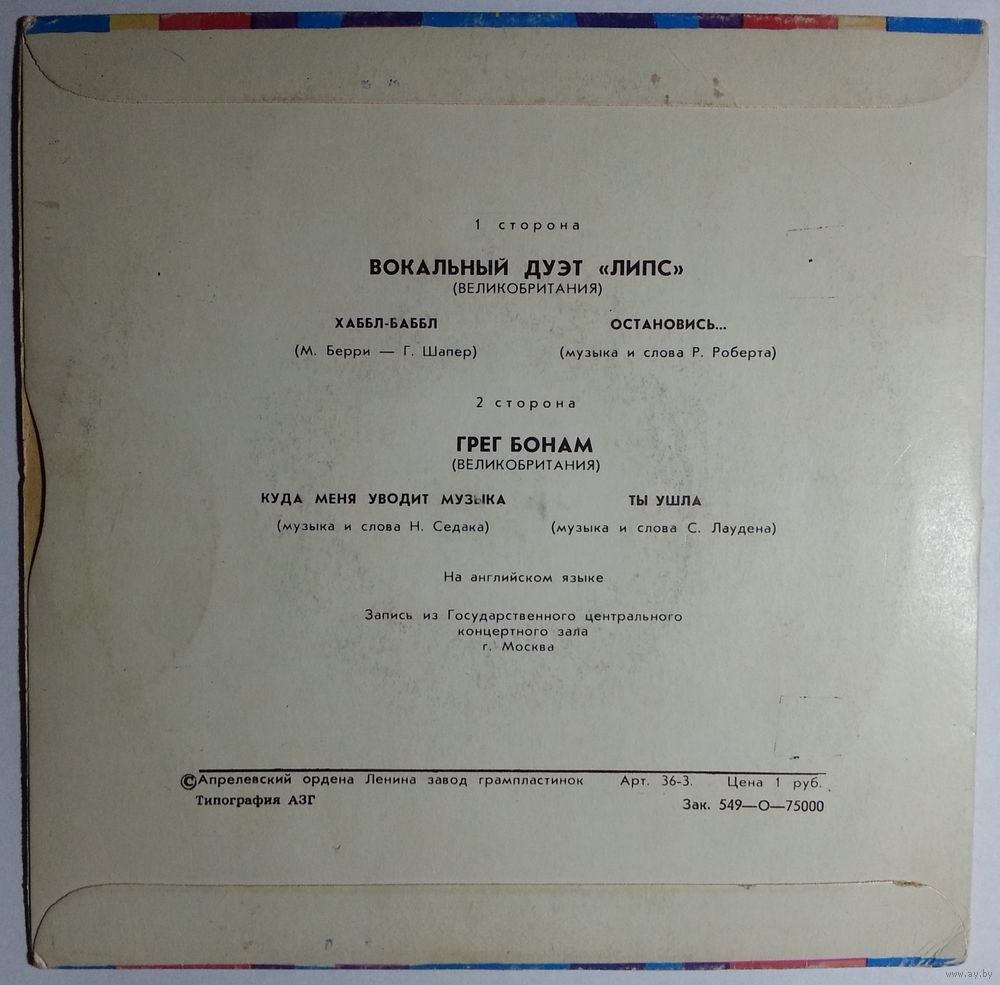 1 сторона
ВОКАЛЬНЫЙ ДУЭТ «ЛИПС»
(ВЕЛИКОБРИТАНИЯ)
ХАББЛ-БАББЛ ОСТАНОВИСЬ...
(М. Берри — Г. Шапер) (музыка и слова Р. Роберта)
2 сторона
ГРЕГ БОНАМ
(ВЕЛИКОБРИТАНИЯ)
КУДА МЕНЯ УВОДИТ МУЗЫКА ТЫ УШЛА
(музыка и слова Н. Седака) (музыка и слова С. Лаудена)
На английском языке
Запись из Государственного центрального
концертного зала
г. Москва
©Апрелевский ордена Ленина завод грампластинок Арт. 36-3. Цена 1 руб.
Типография АЗГ Зак. 549—О—75000
www.ay.by